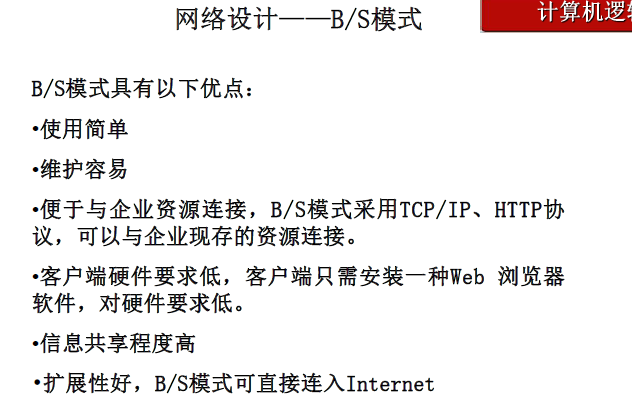 网络设计——B/S模式
计算机逻辑
B/S模式具有以下优点：
•使用简单
•维护容易
•便于与企业资源连接，B/S模式采用TCP/IP、HTTP协
议，可以与企业现存的资源连接。
•客户端硬件要求低，客户端只需安装一种Web 浏览器
软件，对硬件要求低。
•信息共享程度高
•扩展性好，B/S模式可直接连入Internet